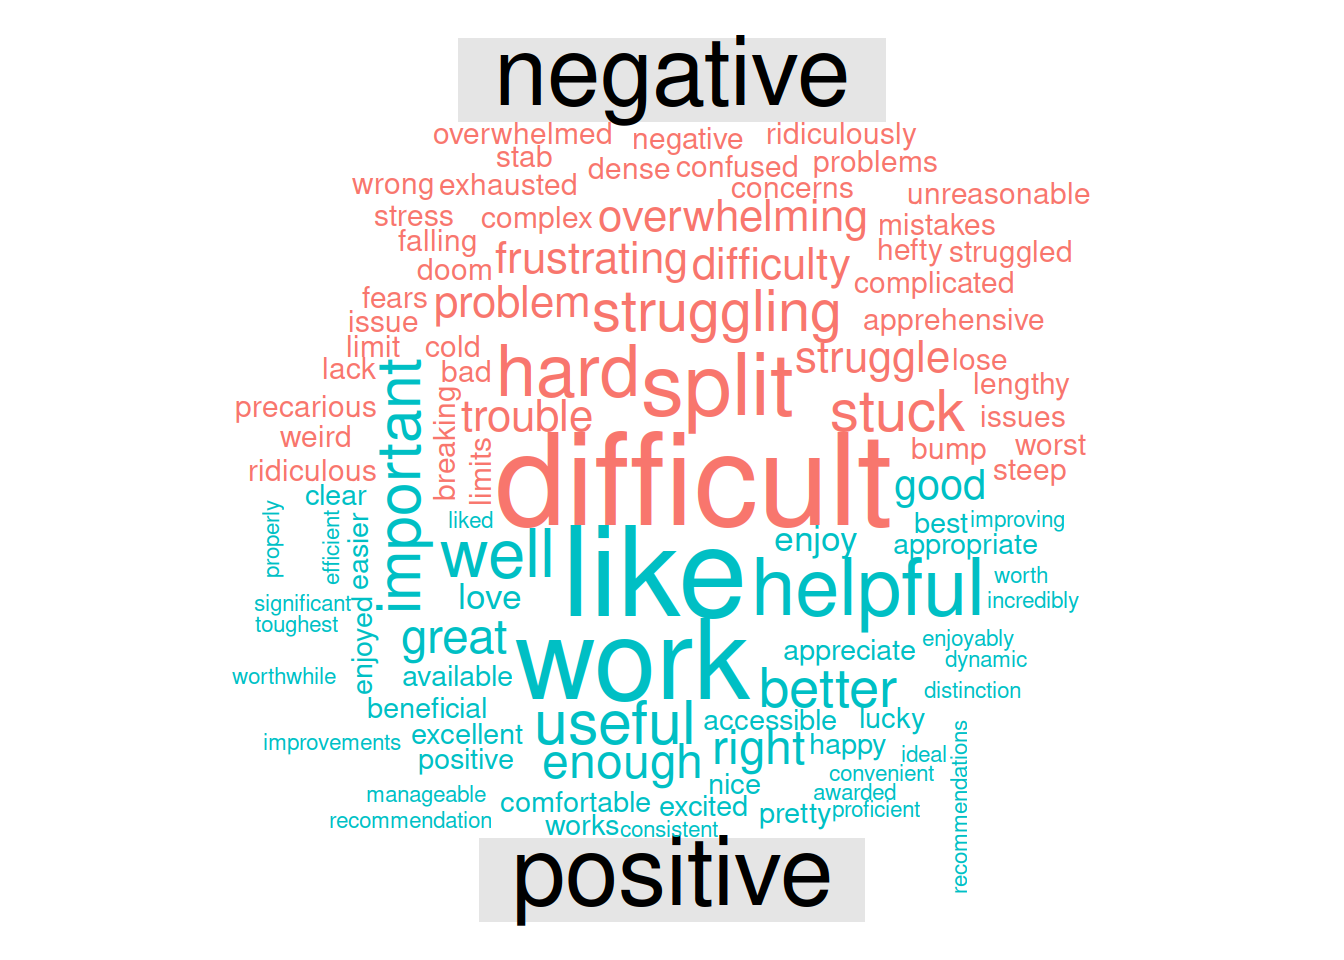 negative
overwhelmed negative ridiculously
stab dense confused problems
wrong exhausted concerns unreasonable
stress complex overwhelming mistakes
falling frustrating difficulty hefty struggled
doom complicated
fears problem struggling apprehensive
issue
limit cold hard split struggle lose
lack bad lengthy
precarious trouble stuck issues
weird breaking limits bump worst
ridiculous difficult steep
important
clear good
properly efficient easier liked best improving
well like enjoy appropriate
love helpful worth
significant incredibly
toughest enjoyed great work appreciate enjoyably
dynamic
worthwhile available better distinction
beneficial useful accessible lucky
improvements excellent right happy ideal
positive enough convenient
manageable nice awarded
comfortable excited pretty proficient
recommendation works consistent
recommendations
positive